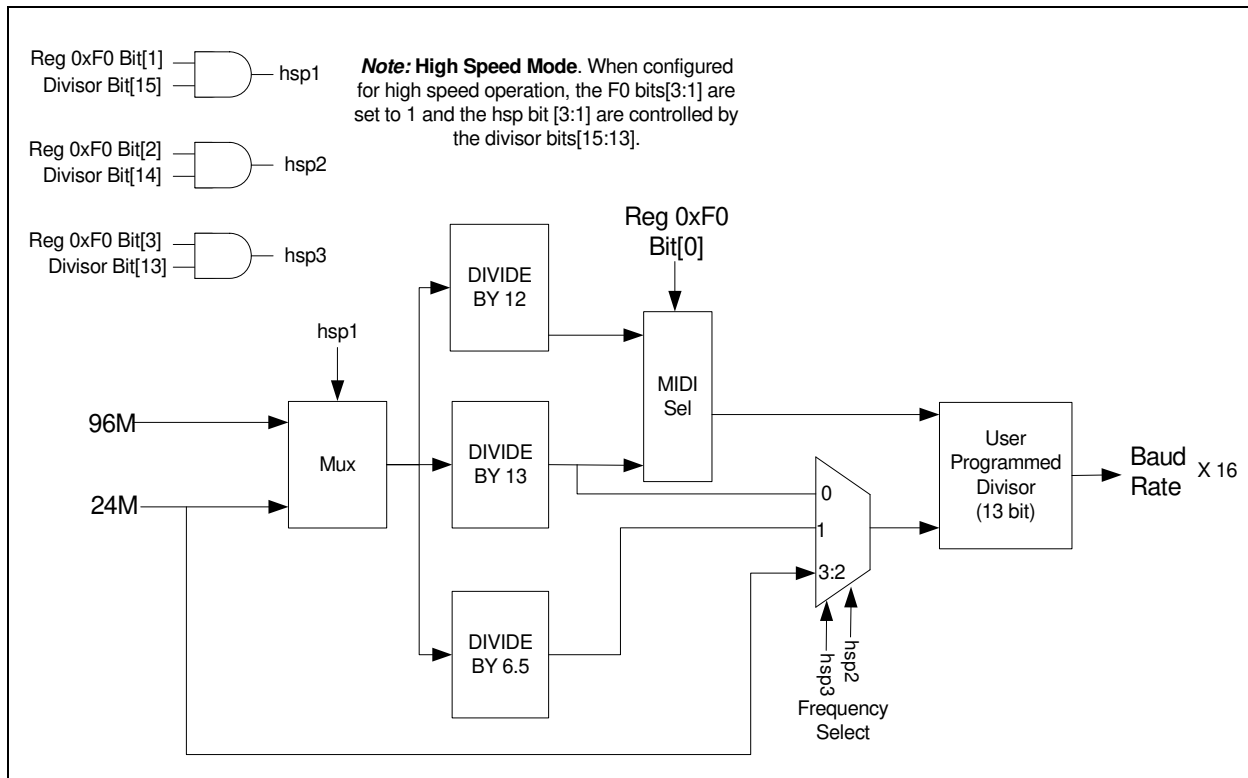 Reg 0xF0 Bit[1]
Divisor Bit[15]
hsp1
Note: High Speed Mode. When configured
for high speed operation, the F0 bits[3:1] are
set to 1 and the hsp bit [3:1] are controlled by
the divisor bits[15:13].
Reg 0xF0 Bit[2]
Divisor Bit[14]
hsp2
Reg 0xF0 Bit[3]
Divisor Bit[13]
hsp3
Reg 0xF0
Bit[0]
DIVIDE
BY 12
hsp1
MIDI
Sel
96M
Mux
24M
DIVIDE
BY 13
User
Programmed
Divisor
(13 bit)
Baud
Rate
X 16
0
1
3:2
DIVIDE
BY 6.5
hsp2
hsp3
Frequency
Select